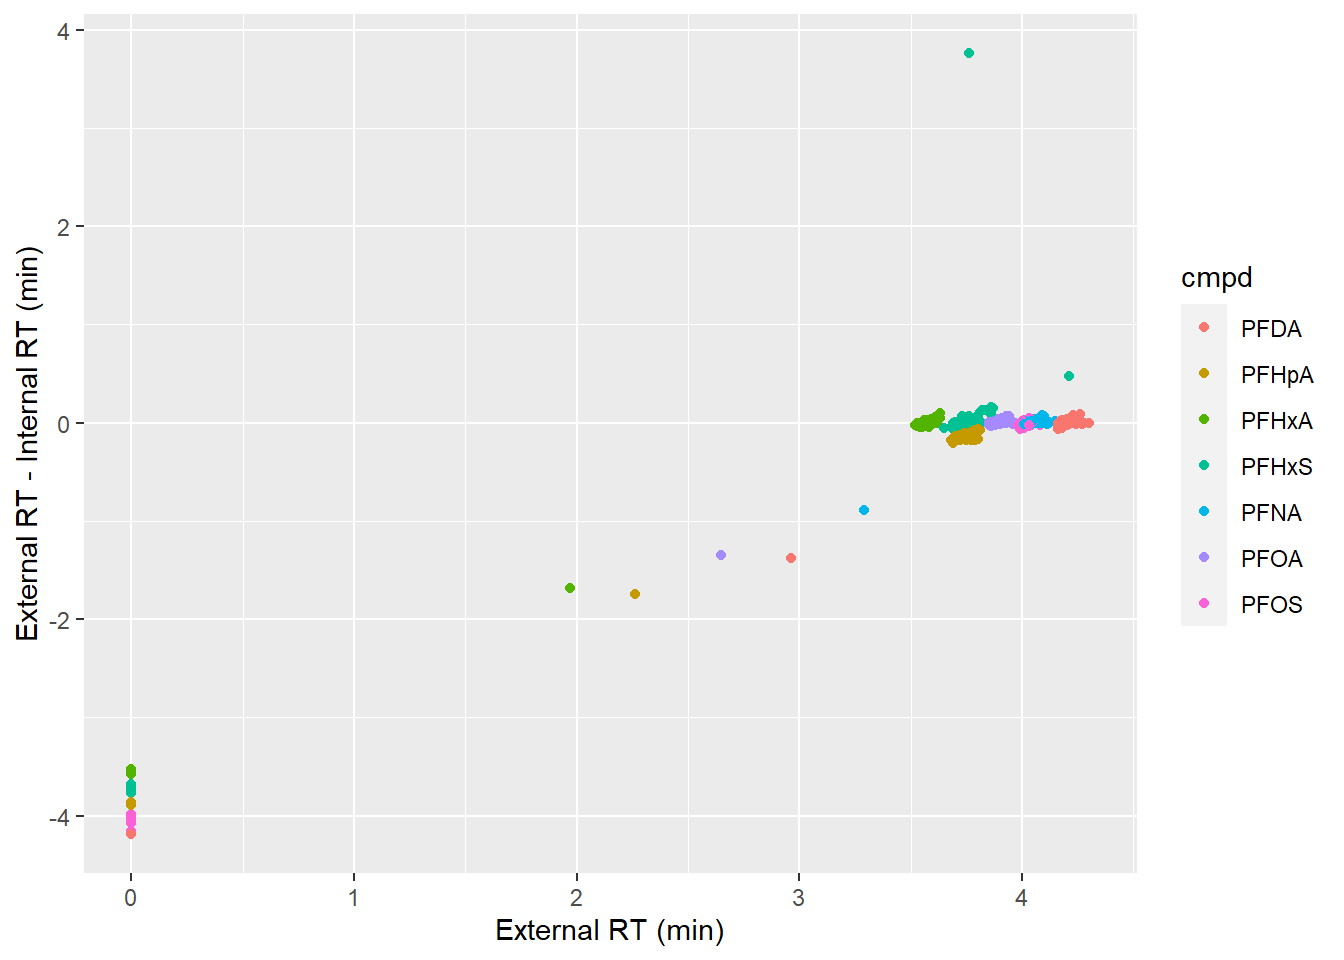 External RT - Internal RT (min)
4
2
0
-2
-4
0
1
2
3
4
External RT (min)
cmpd
PFDA
PFHpA
PFHxA
PFHxS
PFNA
PFOA
PFOS